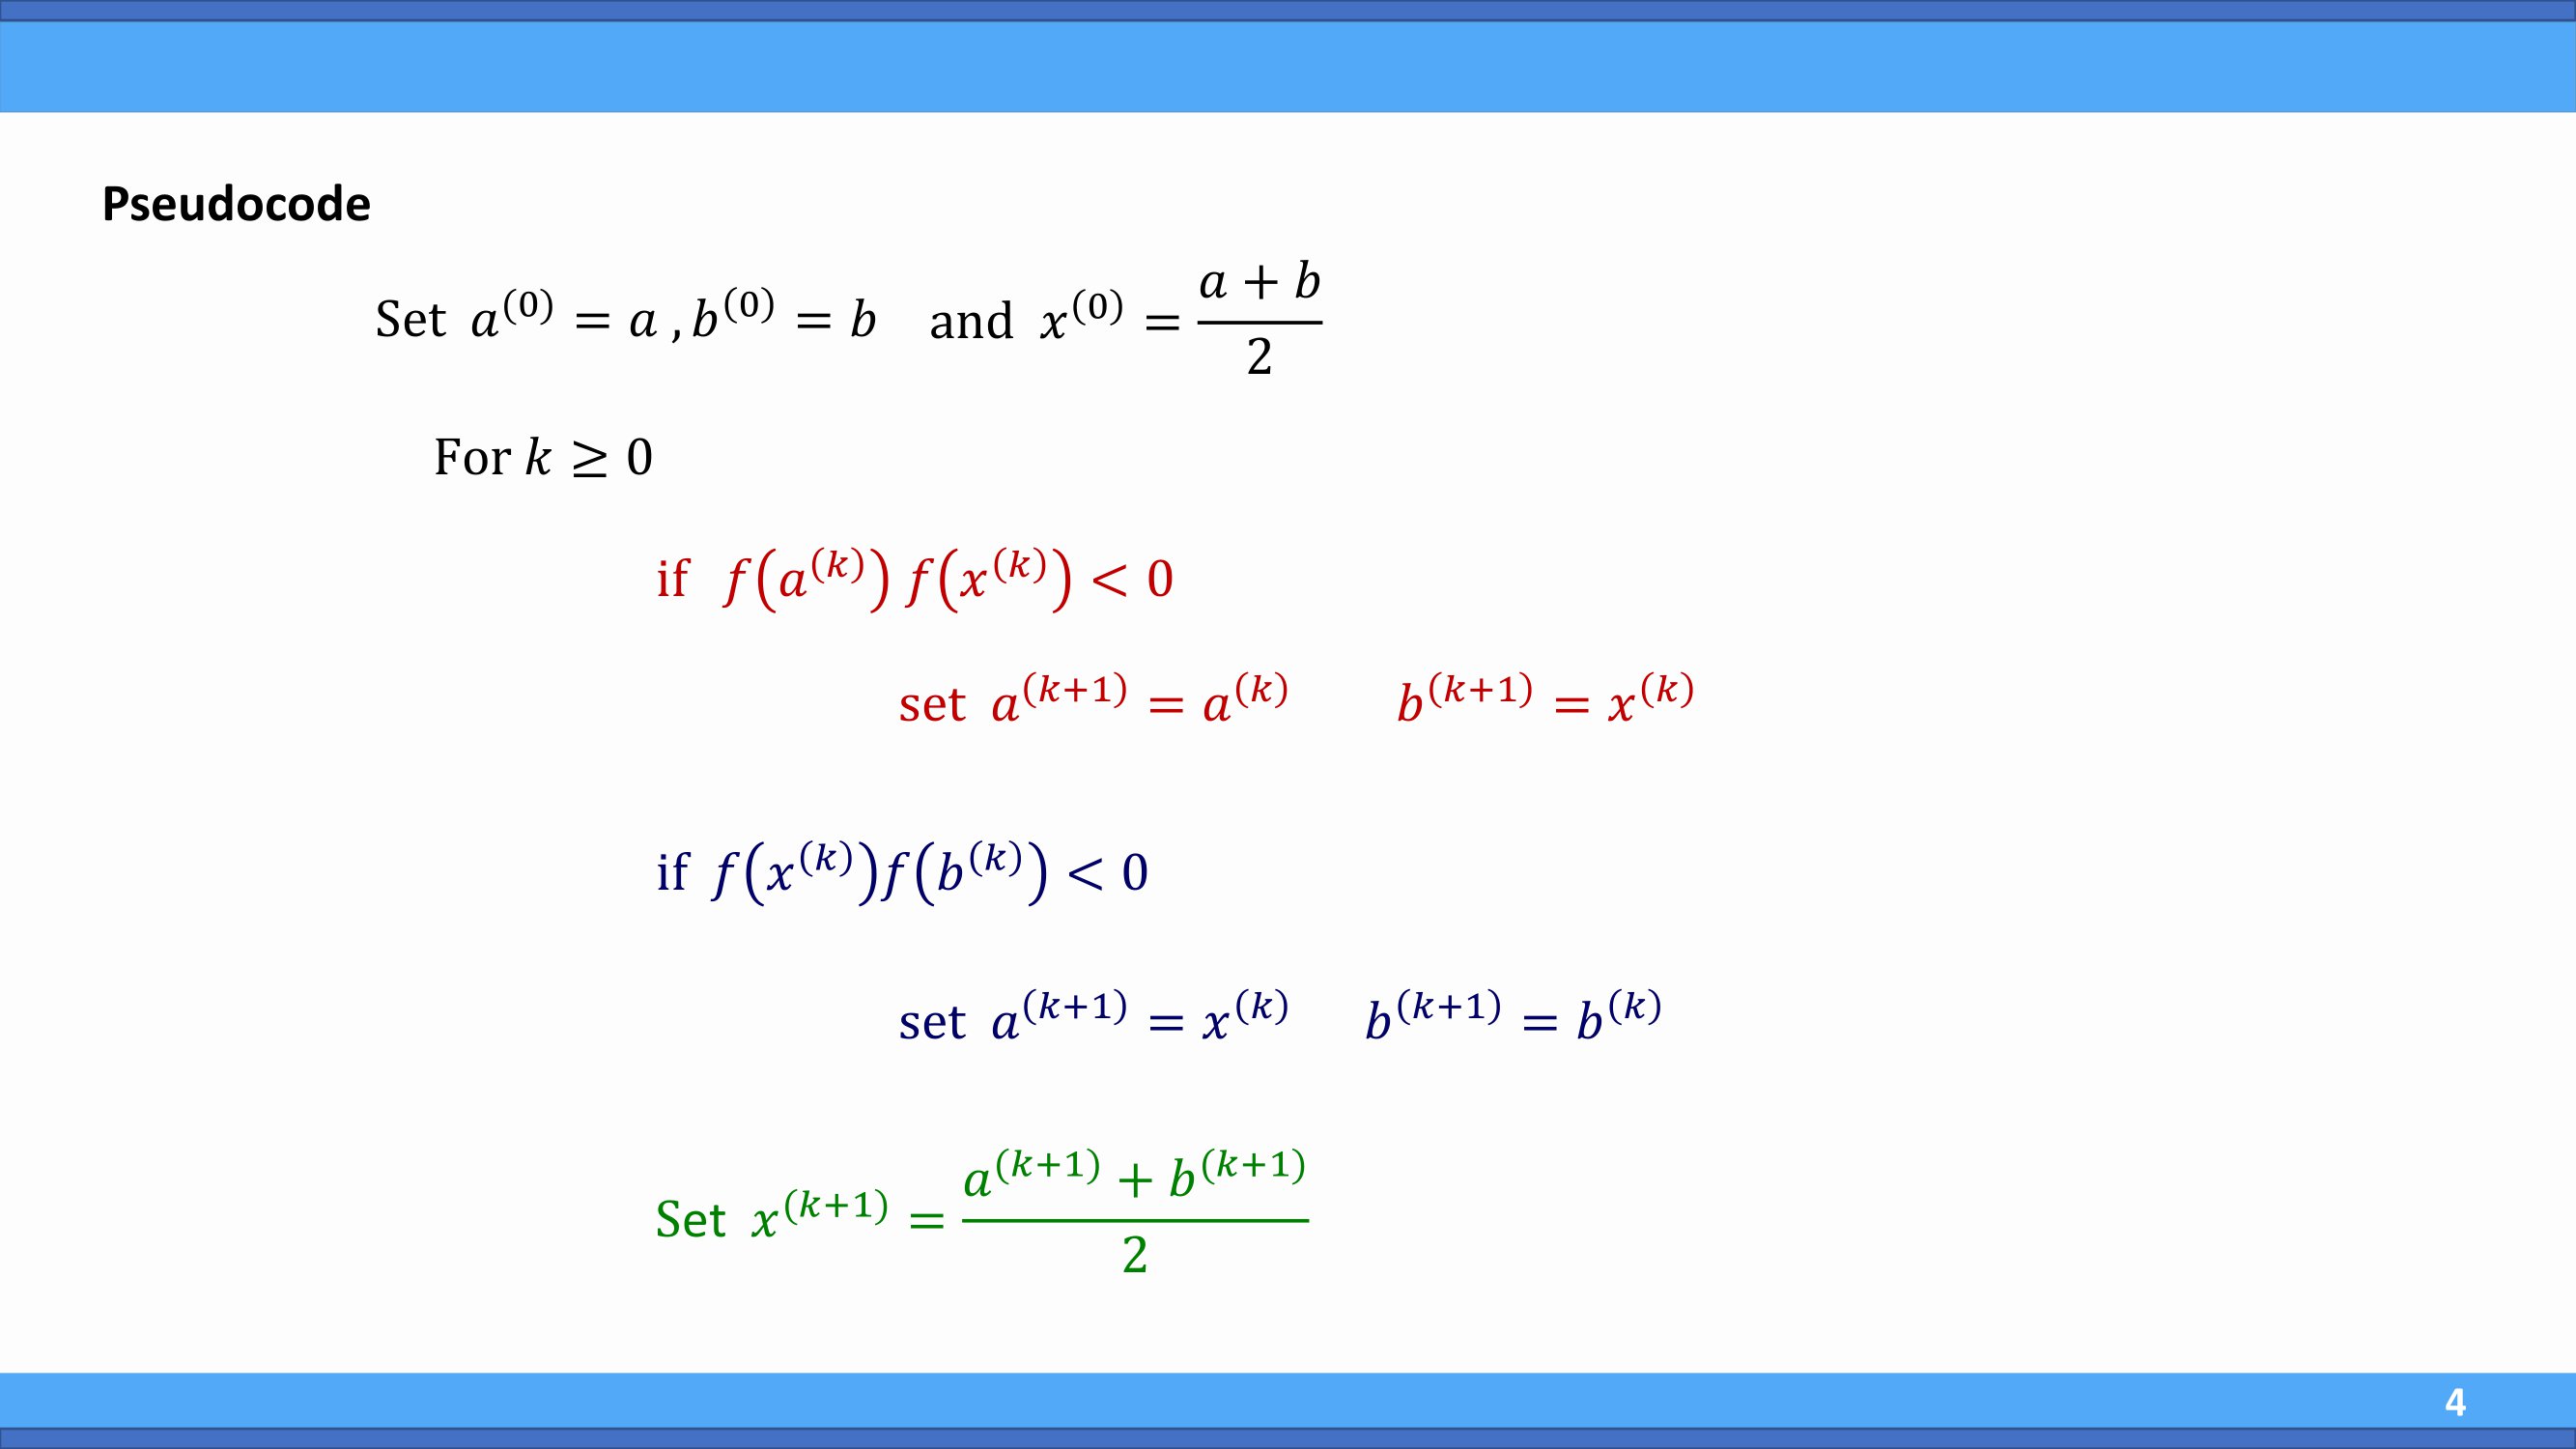 Pseudocode
Set $a^{(0)} = a , b^{(0)} = b$ and $x^{(0)} = \frac{a + b}{2}$
For $k \geq 0$
if $f(a^{(k)}) f(x^{(k)}) < 0$
set $a^{(k+1)} = a^{(k)}$ $b^{(k+1)} = x^{(k)}$
if $f(x^{(k)}) f(b^{(k)}) < 0$
set $a^{(k+1)} = x^{(k)}$ $b^{(k+1)} = b^{(k)}$
Set $x^{(k+1)} = \frac{a^{(k+1)} + b^{(k+1)}}{2}$
4